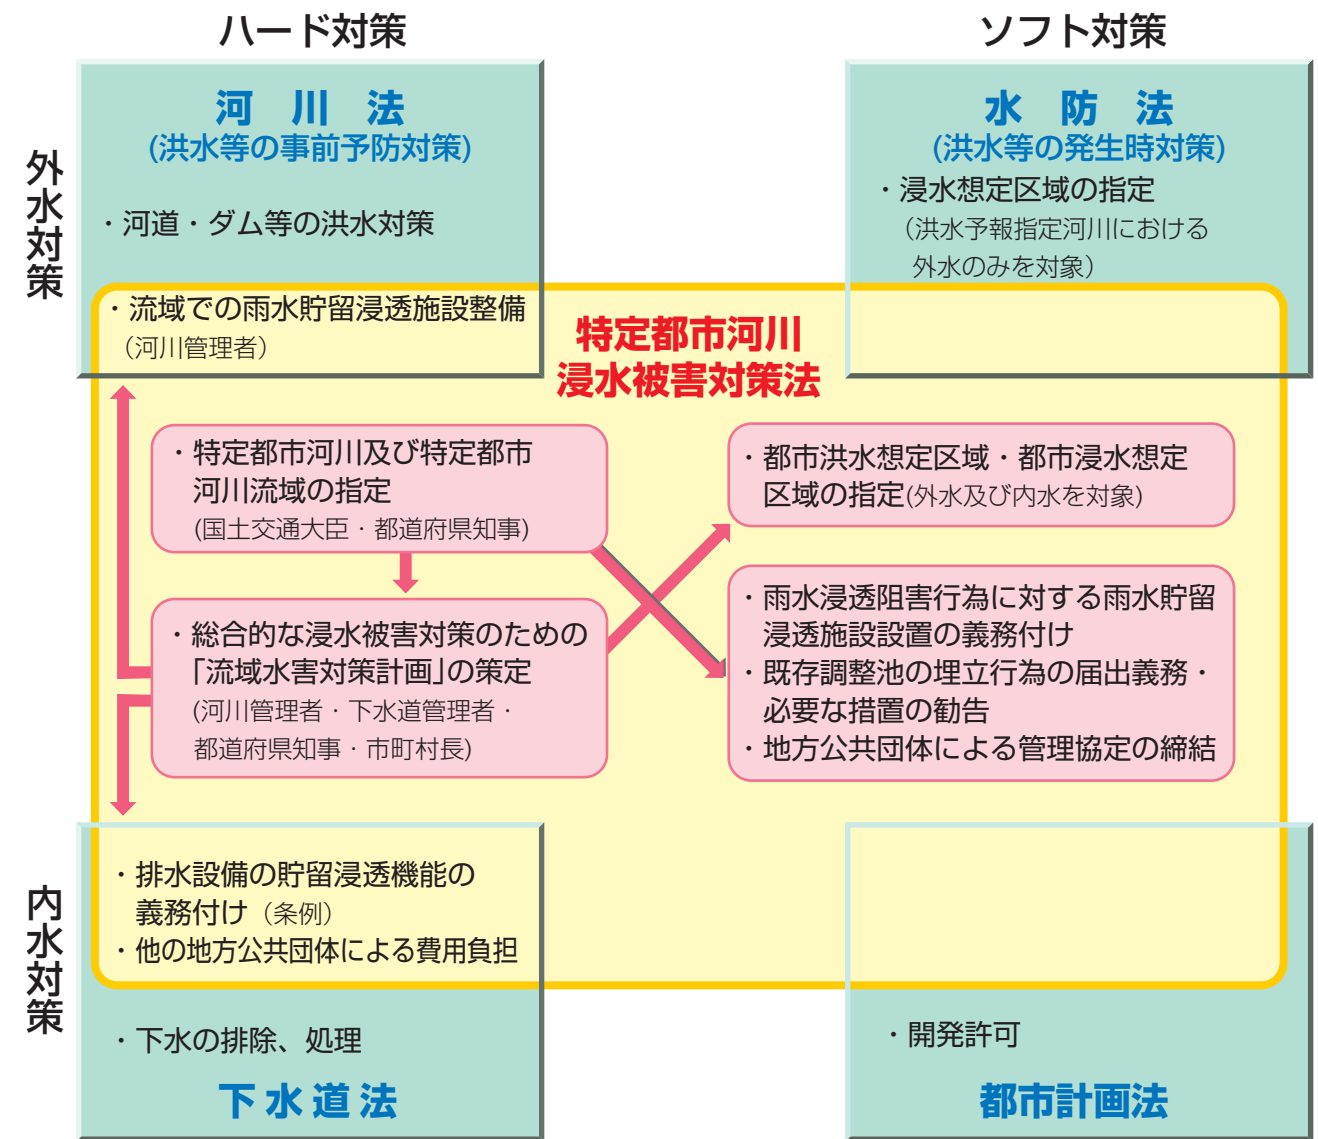 ハード対策
ソフト対策
外水対策
河川法
(洪水等の事前予防対策)
・河道・ダム等の洪水対策
・流域での雨水貯留浸透施設整備
（河川管理者）
水防法
(洪水等の発生時対策)
・浸水想定区域の指定
（洪水予報指定河川における
外水のみを対象）
特定都市河川
浸水被害対策法
・特定都市河川及び特定都市
河川流域の指定
(国土交通大臣・都道府県知事)
・総合的な浸水被害対策のための
「流域水害対策計画」の策定
(河川管理者・下水道管理者・
都道府県知事・市町村長)
・都市洪水想定区域・都市浸水想定
区域の指定(外水及び内水を対象)
・雨水浸透阻害行為に対する雨水貯留
浸透施設設置の義務付け
・既存調整池の埋立行為の届出義務・
必要な措置の勧告
・地方公共団体による管理協定の締結
内水対策
・排水設備の貯留浸透機能の
義務付け（条例）
・他の地方公共団体による費用負担
・下水の排除、処理
下水道法
・開発許可
都市計画法